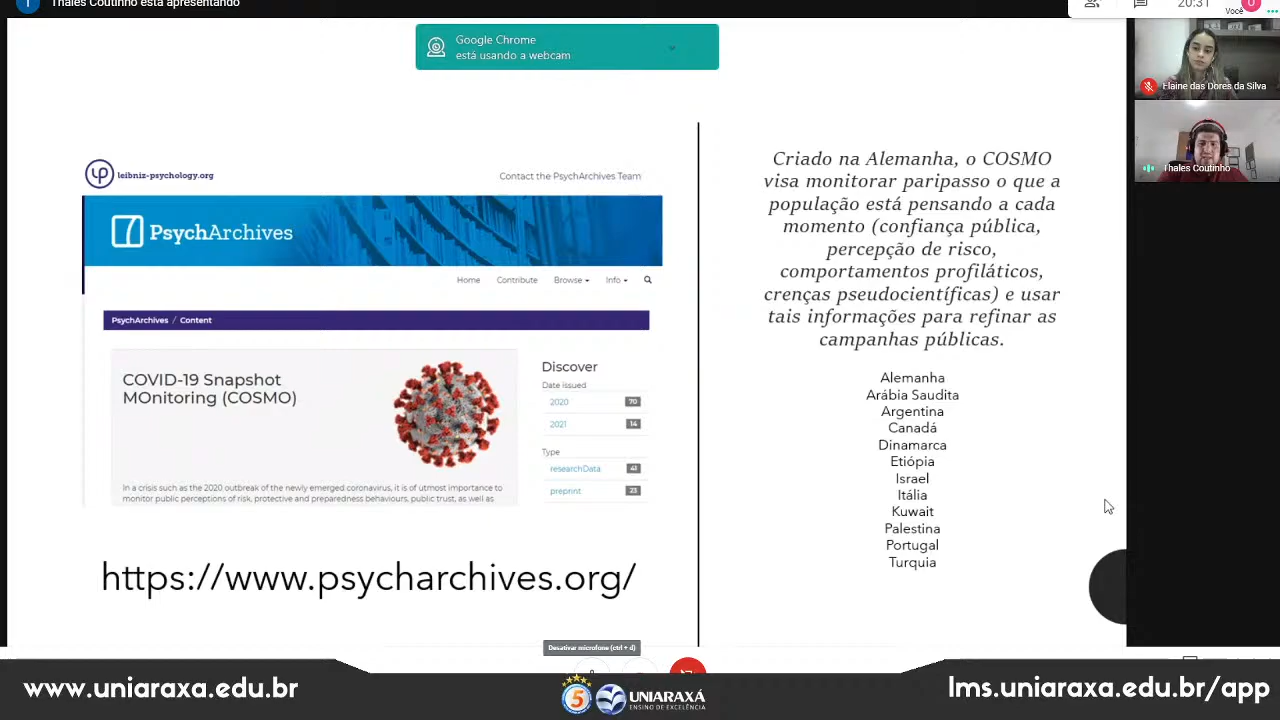 Thales Coutinho está apresentando
20:31
Você
Google Chrome
está usando a webcam
Elaine das Dores da Silva
Thales Coutinho
leibniz-psychology.org
Contact the PsychArchives Team
PsychArchives
Home Contribute Browse Info
PsychArchives / Content
COVID-19 Snapshot
MOnitoring (COSMO)
In a crisis such as the 2020 outbreak of the newly emerged coronavirus, it is of utmost importance to
monitor public perceptions of risk, protective and preparedness behaviours, public trust, as well as
Discover
Date issued
2020 70
2021 14
Type
researchData 41
preprint 23
https://www.psycharchives.org/
Criado na Alemanha, o COSMO
visa monitorar paripasso o que a
população está pensando a cada
momento (confiança pública,
percepção de risco,
comportamentos profiláticos,
crenças pseudocientíficas) e usar
tais informações para refinar as
campanhas públicas.
Alemanha
Arábia Saudita
Argentina
Canadá
Dinamarca
Etiópia
Israel
Itália
Kuwait
Palestina
Portugal
Turquia
Desativar microfone (ctrl + d)
www.uniaraxa.edu.br
5
UNIARAXÁ
ENSINO DE EXCELÊNCIA
lms.uniaraxa.edu.br/app